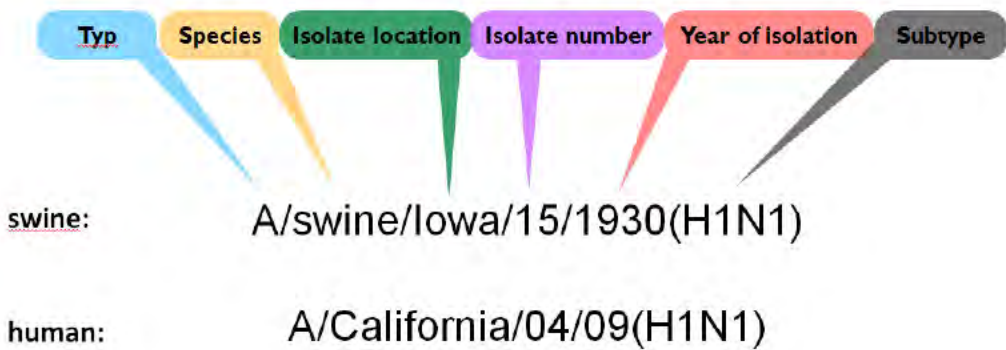 Typ Species Isolate location Isolate number Year of isolation Subtype
swine: A/swine/Iowa/15/1930(H1N1)
human: A/California/04/09(H1N1)